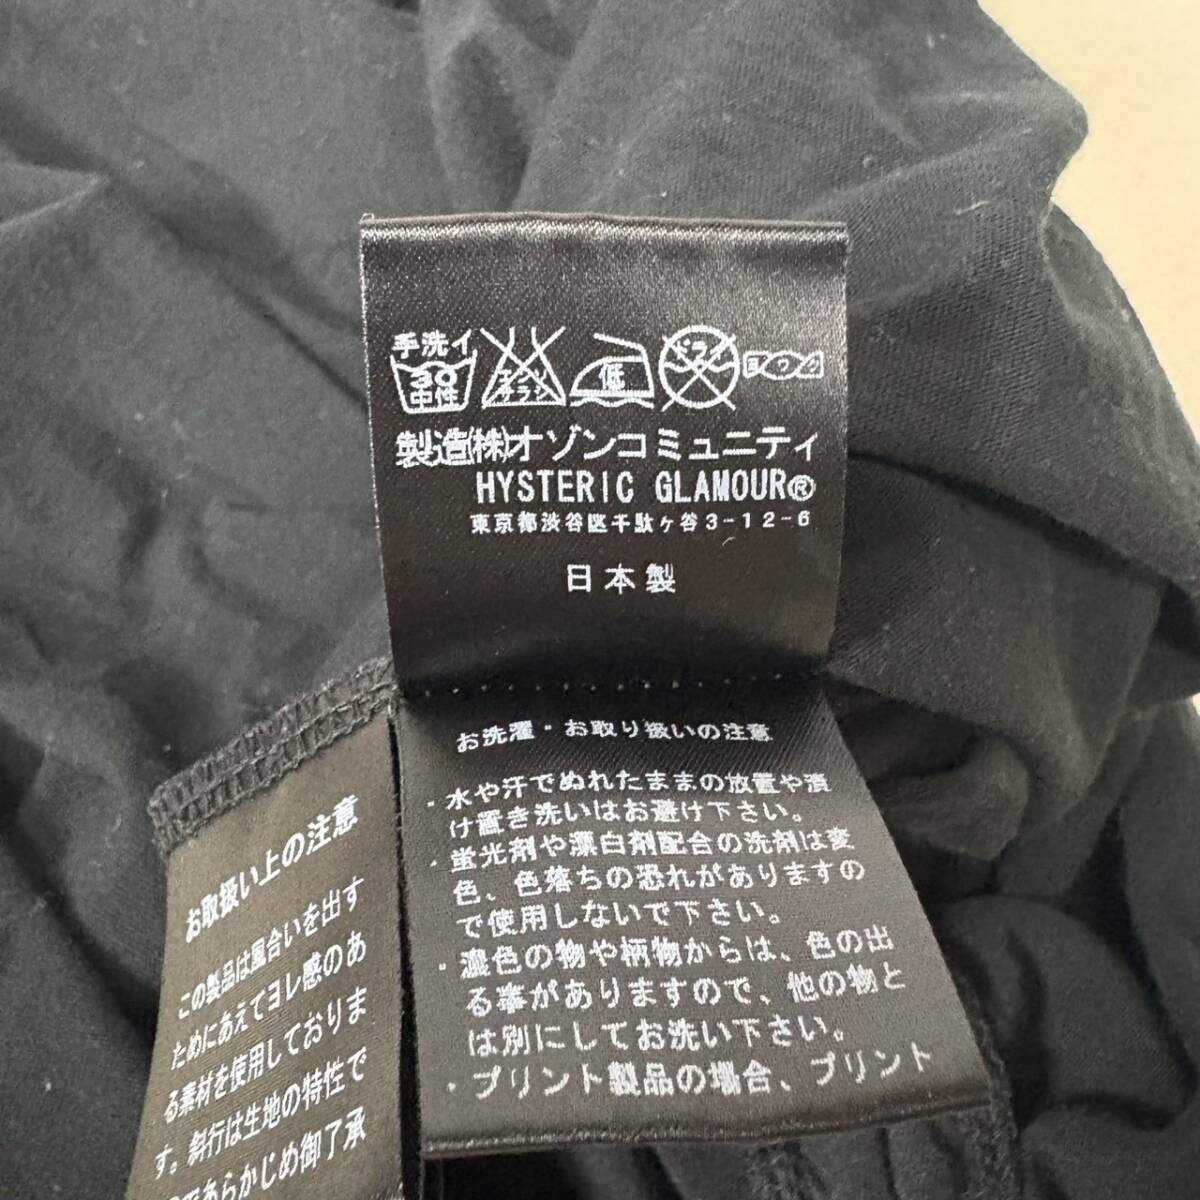 手洗イ
30
中性
エンソ
サラシ
低
ドライ
ヨワク
製造(株)オゾンコミュニティ
HYSTERIC GLAMOUR®
東京都渋谷区千駄ヶ谷3-12-6
日本製
お洗濯・お取り扱いの注意
・水や汗でぬれたままの放置や漬
け置き洗いはお避け下さい。
・蛍光剤や漂白剤配合の洗剤は変
色、色落ちの恐れがありますの
で使用しないで下さい。
・濃色の物や柄物からは、色の出
る事がありますので、他の物と
は別にしてお洗い下さい。
・プリント製品の場合、プリント
お取扱い上の注意
この製品は風合いを出す
ためにあえてヨレ感のあ
る素材を使用しておりま
す。斜行は生地の特性で
であらかじめ御了承